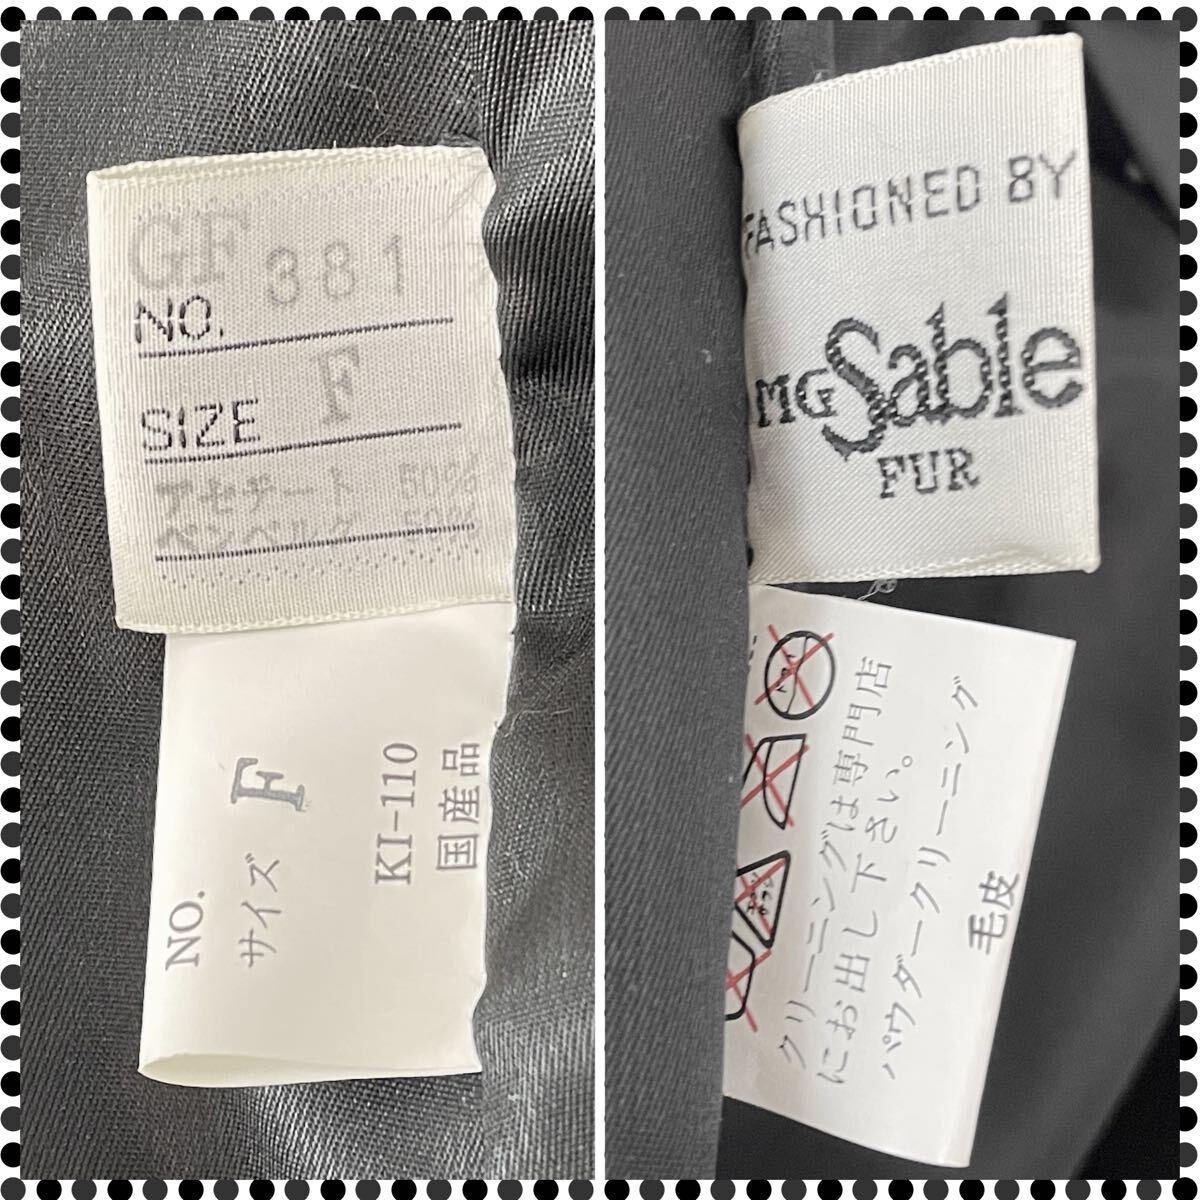 GF
NO. 381
SIZE F
アセテート 50%
ベンベルグ 50%
NO.
サイズ F
KI-110
国産品
FASHIONED BY
MG Sable
FUR
クリーニングは専門店
にお出し下さい。
パウダークリーニング
毛皮